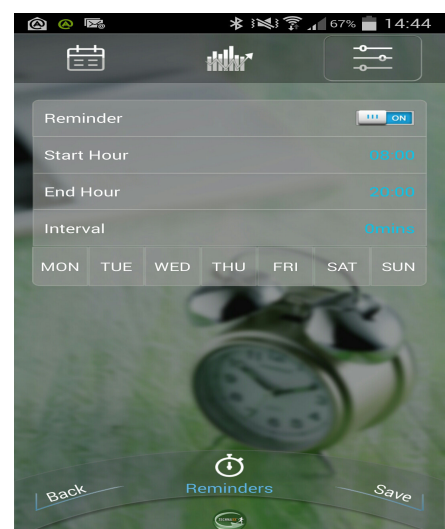 67% 14:44
Reminder ON
Start Hour 08:00
End Hour 20:00
Interval 0mins
MON TUE WED THU FRI SAT SUN
Back Reminders Save